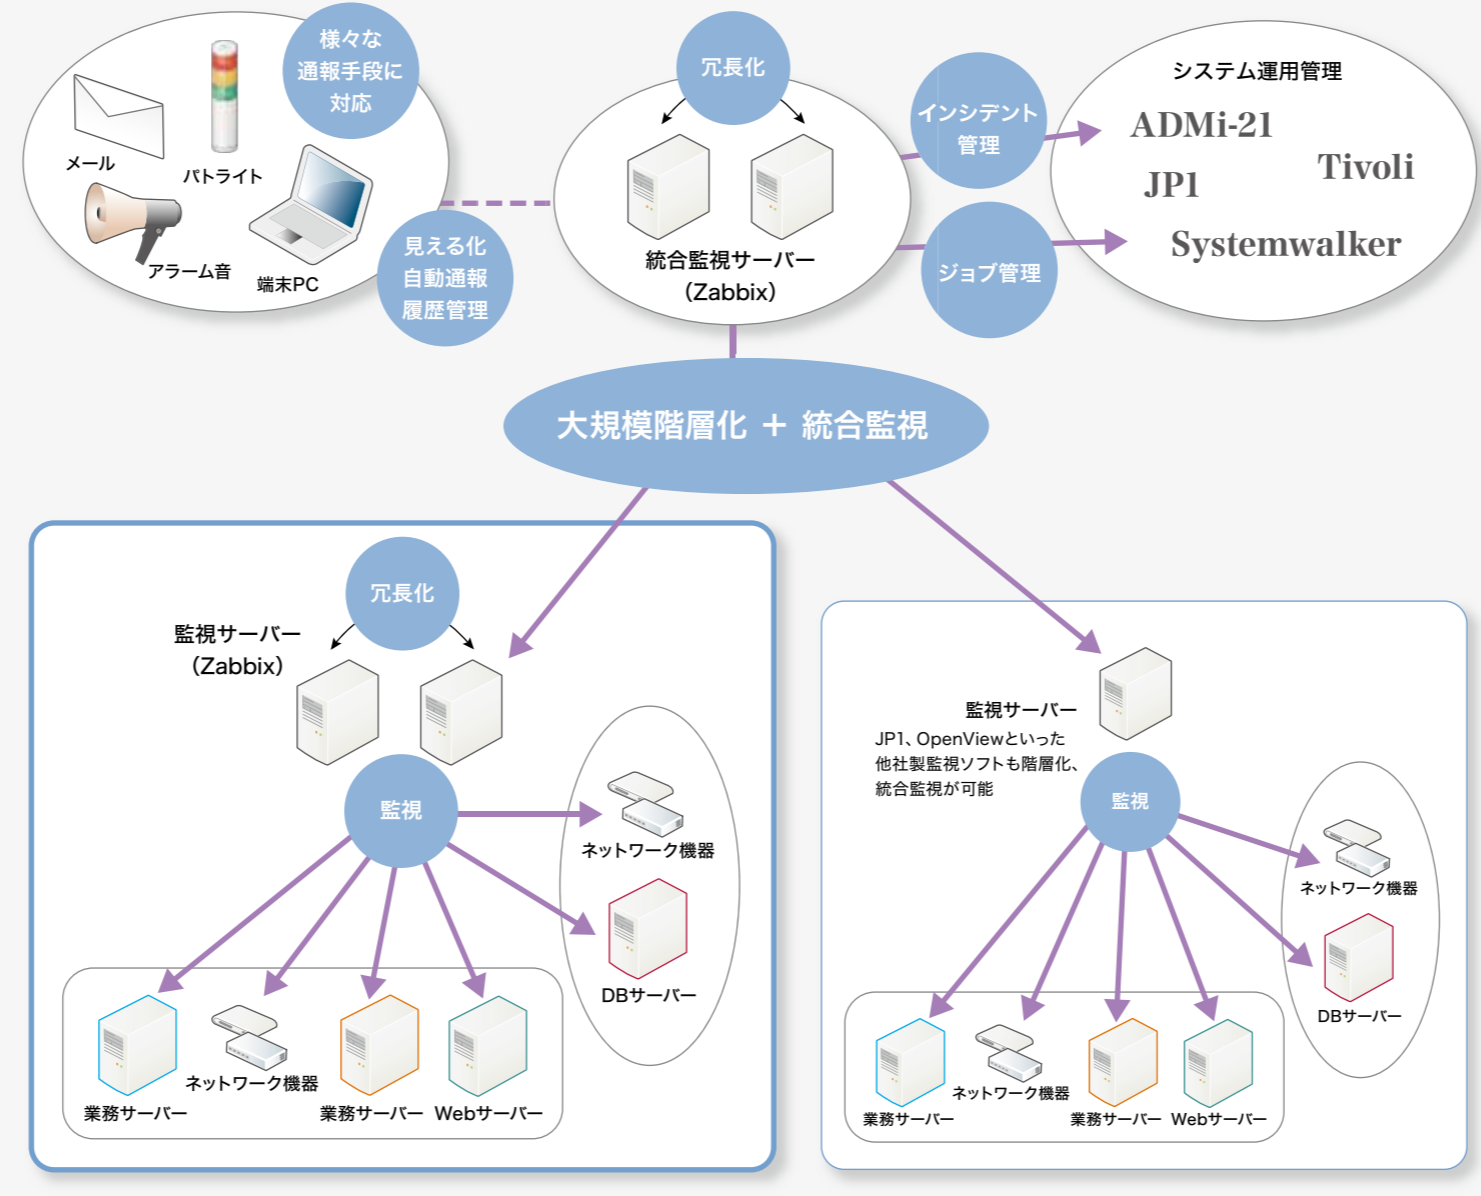 様々な
通報手段に
対応
メール
パトライト
アラーム音
端末PC
見える化
自動通報
履歴管理
冗長化
統合監視サーバー
（Zabbix）
インシデント
管理
ジョブ管理
システム運用管理
ADMi-21
JP1
Tivoli
Systemwalker
大規模階層化 ＋ 統合監視
冗長化
監視サーバー
（Zabbix）
監視
ネットワーク機器
DBサーバー
業務サーバー
ネットワーク機器
業務サーバー
Webサーバー
監視サーバー
JP1、OpenViewといった
他社製監視ソフトも階層化、
統合監視が可能
監視
ネットワーク機器
DBサーバー
業務サーバー
ネットワーク機器
業務サーバー
Webサーバー